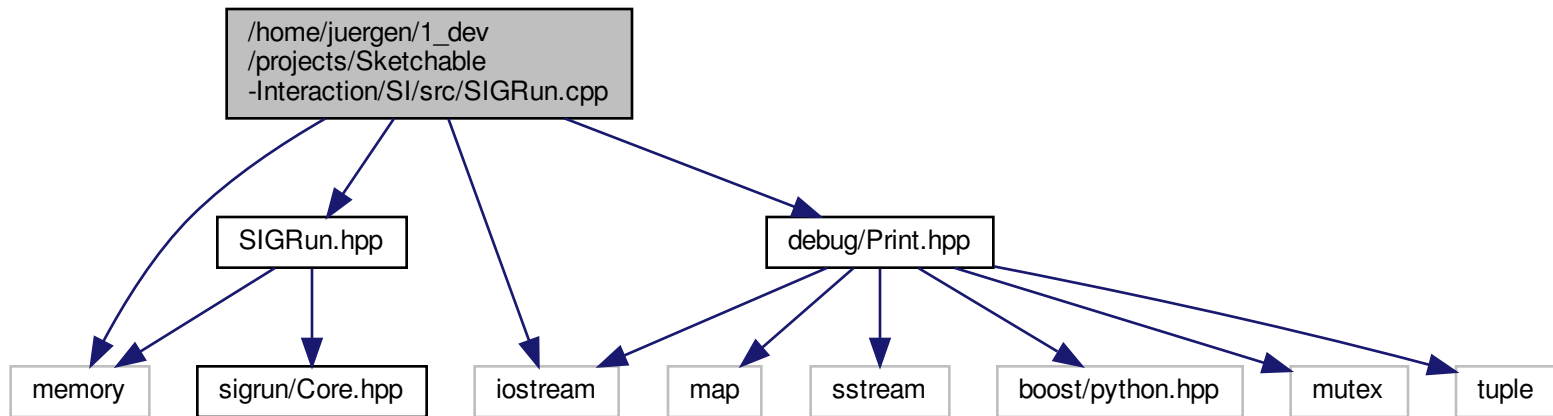 /home/juergen/1_dev
/projects/Sketchable
-Interaction/SI/src/SIGRun.cpp
SIGRun.hpp
debug/Print.hpp
memory
sigrun/Core.hpp
iostream
map
sstream
boost/python.hpp
mutex
tuple